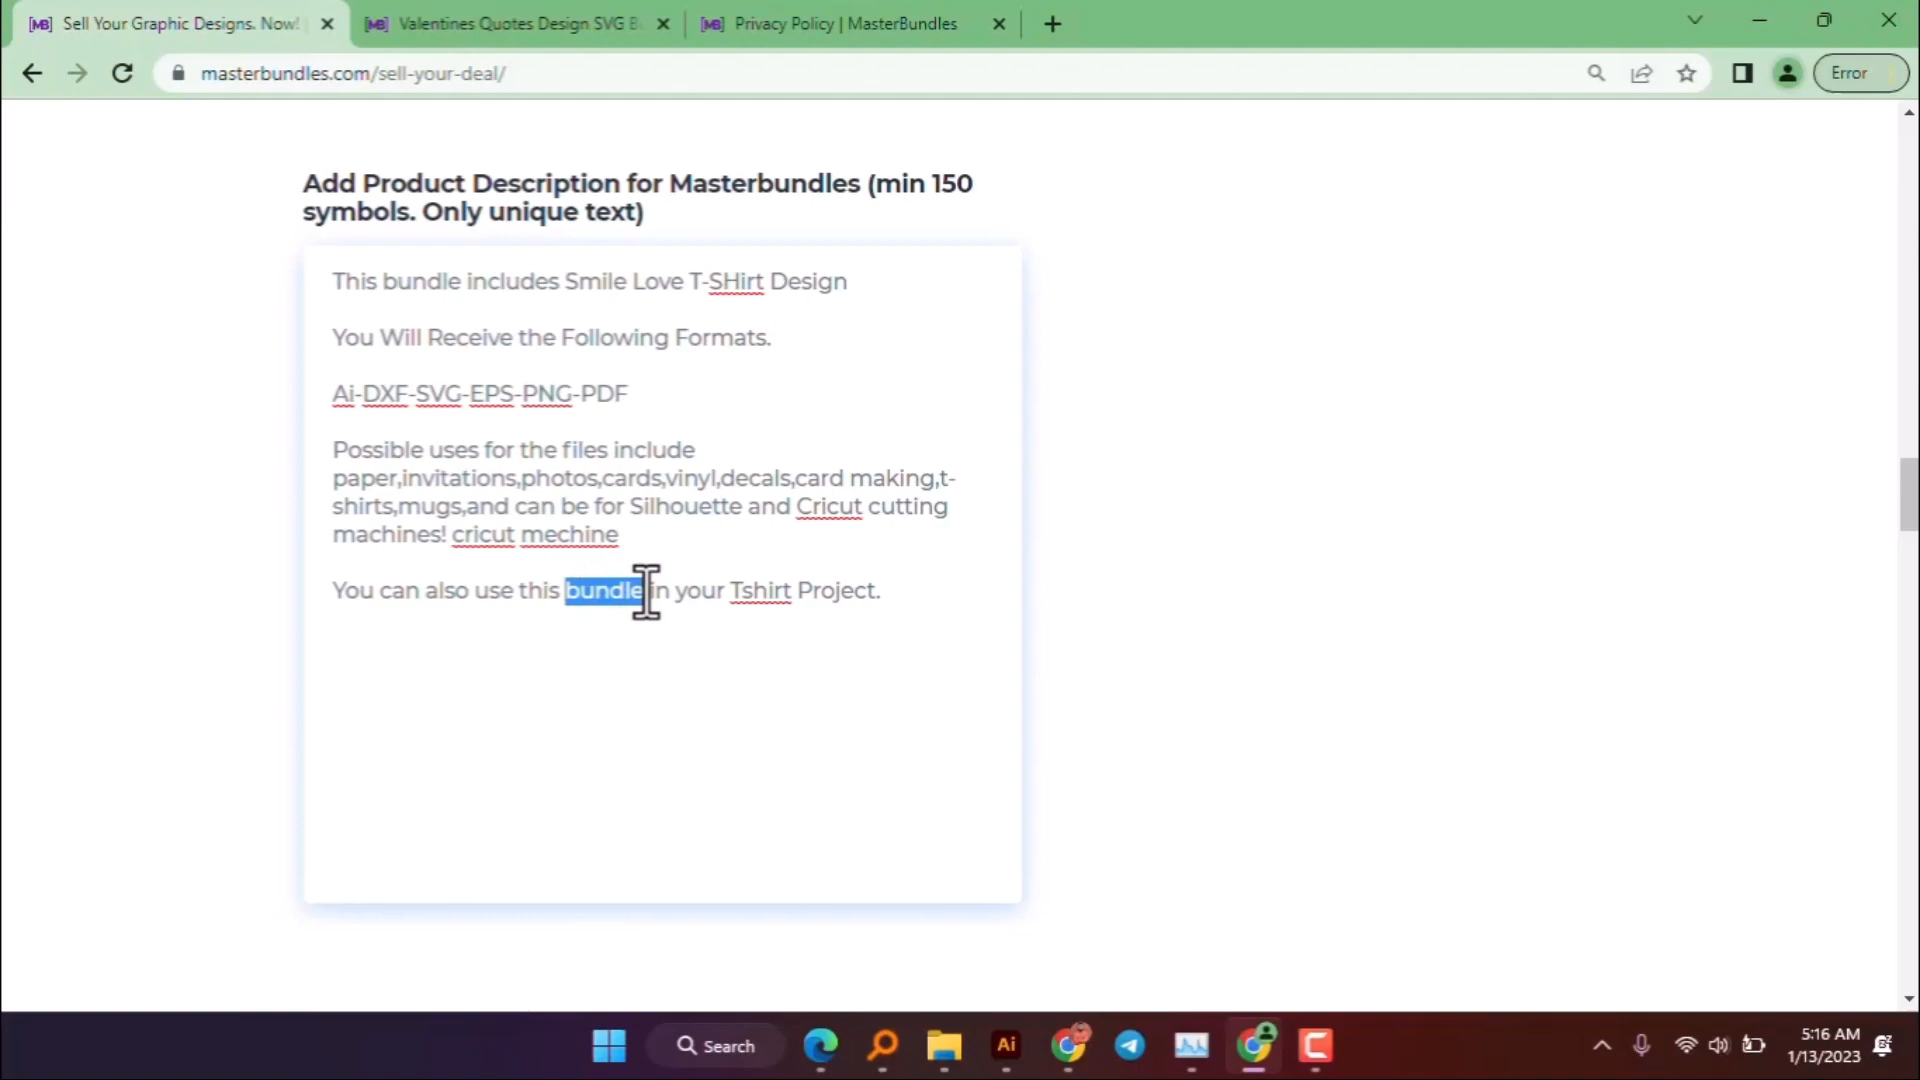 [MB] Sell Your Graphic Designs. Now!
[MB] Valentines Quotes Design SVG B
[MB] Privacy Policy | MasterBundles
masterbundles.com/sell-your-deal/
Error
Add Product Description for Masterbundles (min 150
symbols. Only unique text)
This bundle includes Smile Love T-SHirt Design
You Will Receive the Following Formats.
Ai-DXF-SVG-EPS-PNG-PDF
Possible uses for the files include
paper,invitations,photos,cards,vinyl,decals,card making,t-
shirts,mugs,and can be for Silhouette and Cricut cutting
machines! cricut mechine
You can also use this bundle in your Tshirt Project.
Search
Ai
5:16 AM
1/13/2023